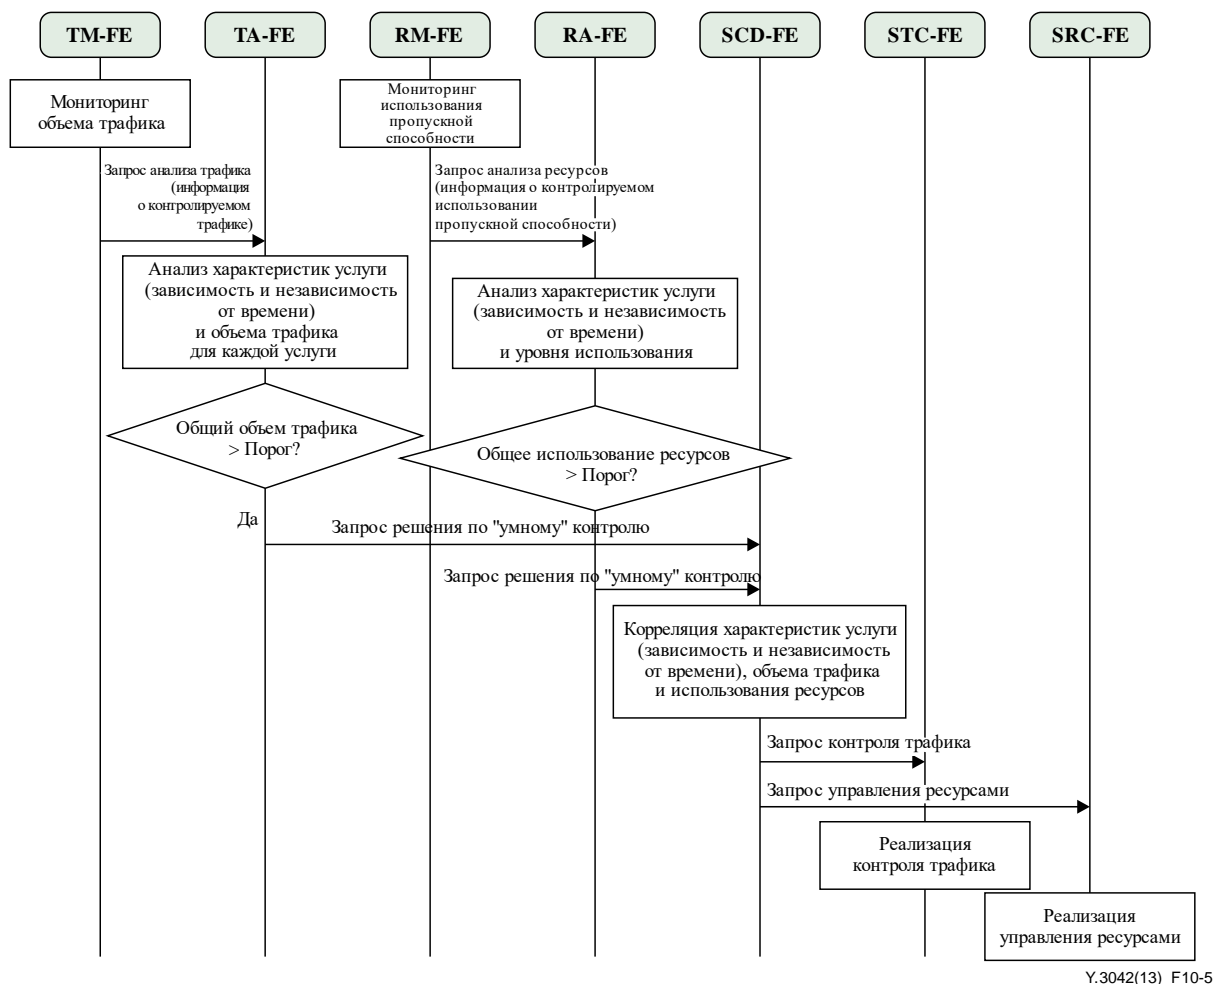 TM-FE
TA-FE
RM-FE
RA-FE
SCD-FE
STC-FE
SRC-FE
Мониторинг
объема трафика
Мониторинг
использования
пропускной
способности
Запрос анализа трафика
(информация
о контролируемом
трафике)
Запрос анализа ресурсов
(информация о контролируемом
использовании
пропускной способности)
Анализ характеристик услуги
(зависимость и независимость
от времени)
и объема трафика
для каждой услуги
Анализ характеристик услуги
(зависимость и независимость
от времени)
и уровня использования
Общий объем трафика
> Порог?
Общее использование ресурсов
> Порог?
Да
Запрос решения по "умному" контролю
Запрос решения по "умному" контролю
Корреляция характеристик услуги
(зависимость и независимость
от времени), объема трафика
и использования ресурсов
Запрос контроля трафика
Запрос управления ресурсами
Реализация
контроля трафика
Реализация
управления ресурсами
Y.3042(13)_F10-5